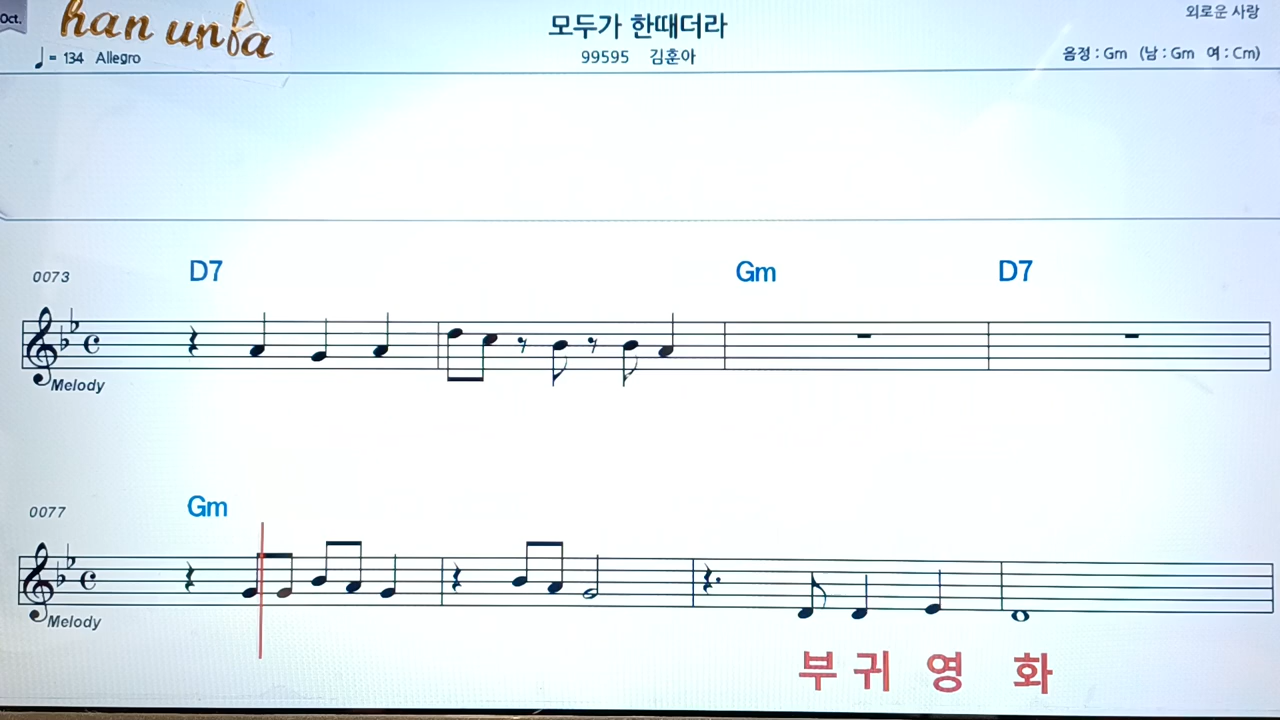 Oct.
han unfa
모두가 한때더라
외로운 사랑
♩ = 134 Allegro
99595 김훈아
음정 : Gm (남 : Gm 여 : Cm)
0073
D7 Gm D7
Melody
0077
Gm
Melody
부 귀 영 화